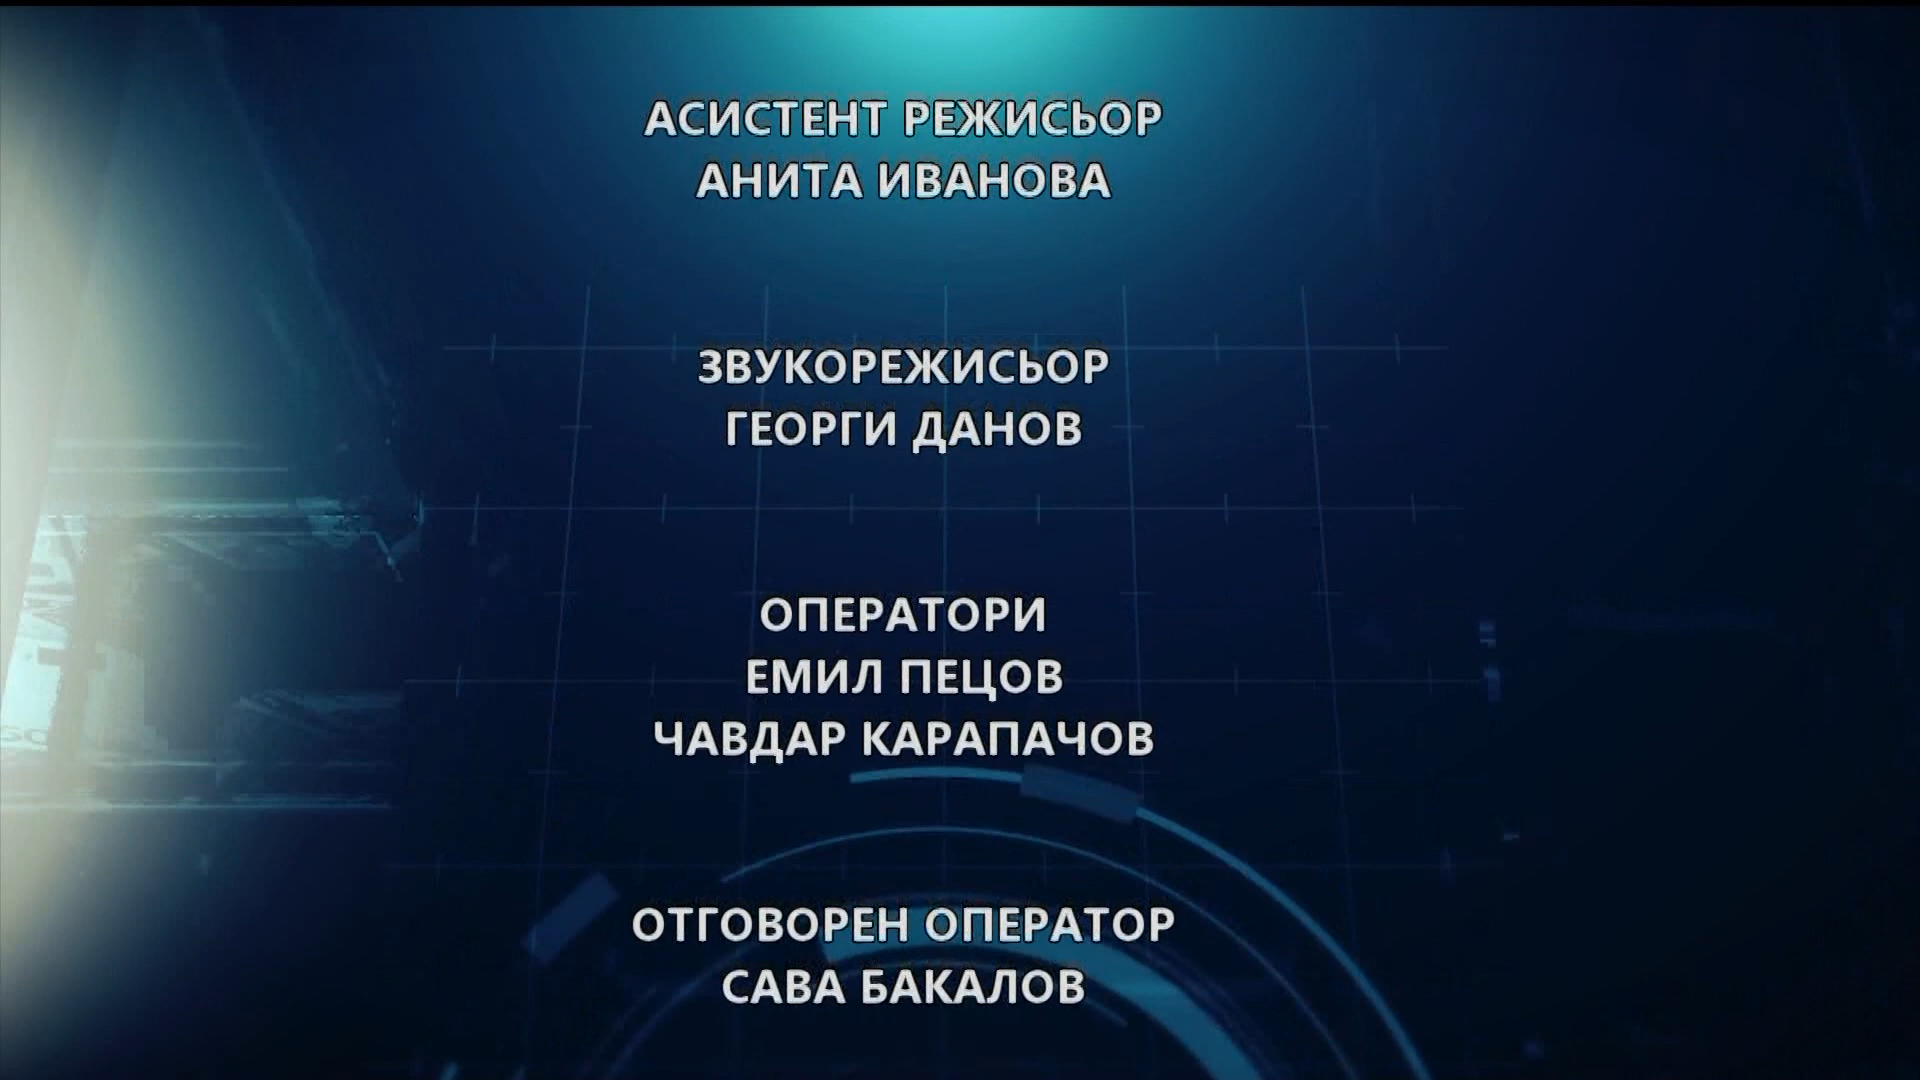 АСИСТЕНТ РЕЖИСЬОР
АНИТА ИВАНОВА
ЗВУКОРЕЖИСЬОР
ГЕОРГИ ДАНОВ
ОПЕРАТОРИ
ЕМИЛ ПЕЦОВ
ЧАВДАР КАРАПАЧОВ
ОТГОВОРЕН ОПЕРАТОР
САВА БАКАЛОВ